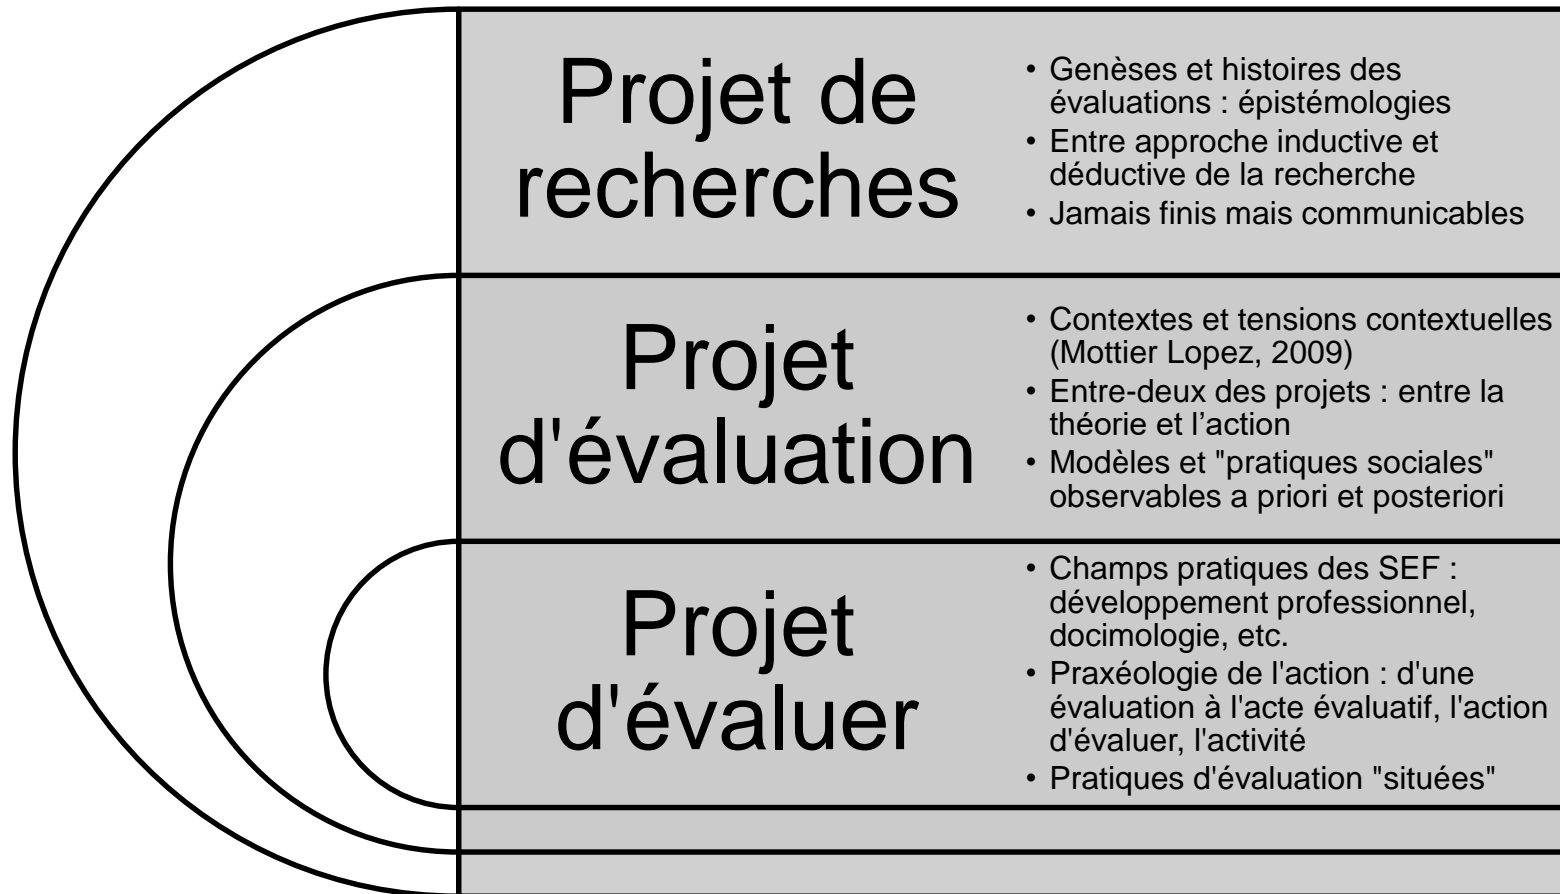 Projet de
recherches
• Genèses et histoires des
évaluations : épistémologies
• Entre approche inductive et
déductive de la recherche
• Jamais finis mais communicables
Projet
d'évaluation
• Contextes et tensions contextuelles
(Mottier Lopez, 2009)
• Entre-deux des projets : entre la
théorie et l’action
• Modèles et "pratiques sociales"
observables a priori et posteriori
Projet
d'évaluer
• Champs pratiques des SEF :
développement professionnel,
docimologie, etc.
• Praxéologie de l'action : d'une
évaluation à l'acte évaluatif, l'action
d'évaluer, l'activité
• Pratiques d'évaluation "situées"